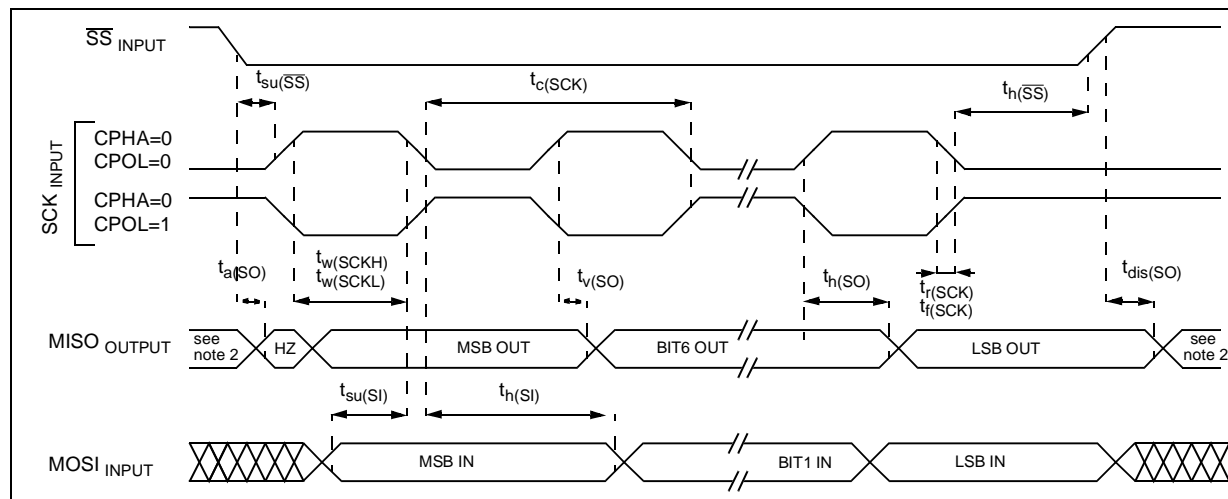 SS INPUT
tsu(SS)
tc(SCK)
th(SS)
SCK INPUT
CPHA=0
CPOL=0
CPHA=0
CPOL=1
ta(SO)
tw(SCKH)
tw(SCKL)
tv(SO)
th(SO)
tr(SCK)
tf(SCK)
tdis(SO)
MISO OUTPUT
see
note 2
HZ
MSB OUT
BIT6 OUT
LSB OUT
see
note 2
tsu(SI)
th(SI)
MOSI INPUT
MSB IN
BIT1 IN
LSB IN